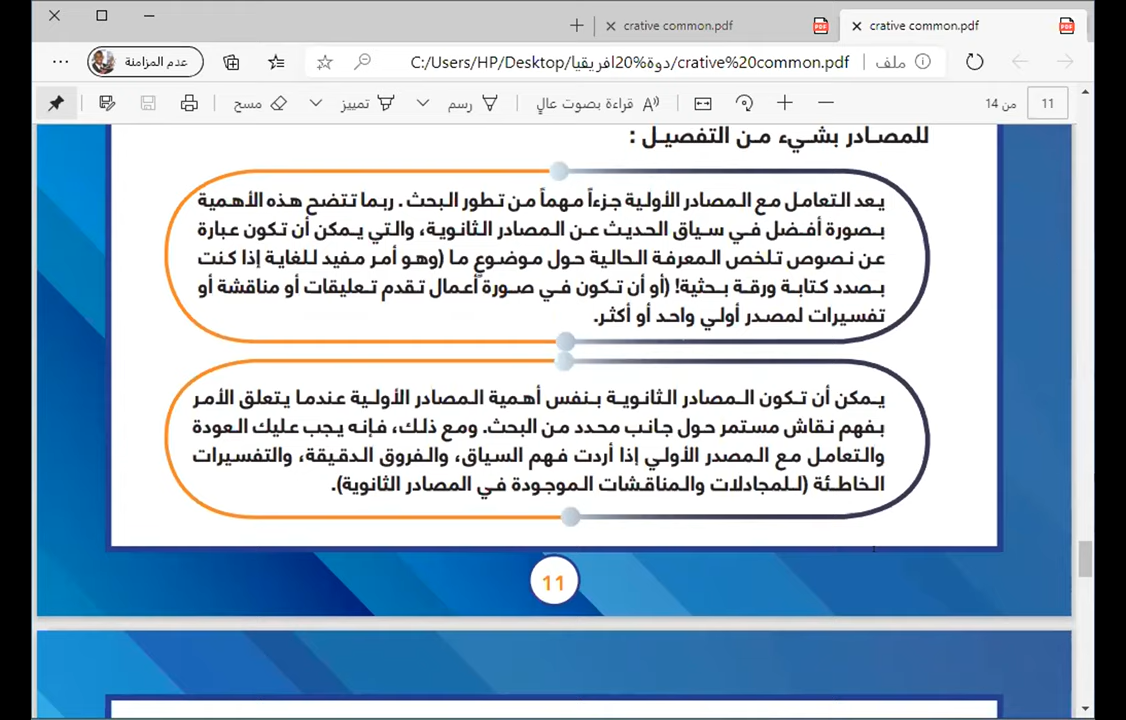 crative common.pdf
crative common.pdf
عدم المزامنة
C:/Users/HP/Desktop/دوة%20افريقيا/crative%20common.pdf
ملف
مسح
تمييز
رسم
قراءة بصوت عالٍ
من 14
11
للمصادر بشيء من التفصيل :
يعد التعامل مع المصادر الأولية جزءاً مهماً من تطور البحث . ربما تتضح هذه الأهمية
بصورة أفضل في سياق الحديث عن المصادر الثانوية، والتي يمكن أن تكون عبارة
عن نصوص تلخص المعرفة الحالية حول موضوعٍ ما (وهو أمر مفيد للغاية إذا كنت
بصدد كتابة ورقة بحثية! (أو أن تكون في صورة أعمال تقدم تعليقات أو مناقشة أو
تفسيرات لمصدر أولي واحد أو أكثر.
يمكن أن تكون المصادر الثانوية بنفس أهمية المصادر الأولية عندما يتعلق الأمر
بفهم نقاش مستمر حول جانب محدد من البحث. ومع ذلك، فإنه يجب عليك العودة
والتعامل مع المصدر الأولي إذا أردت فهم السياق، والفروق الدقيقة، والتفسيرات
الخاطئة (للمجادلات والمناقشات الموجودة في المصادر الثانوية).
11